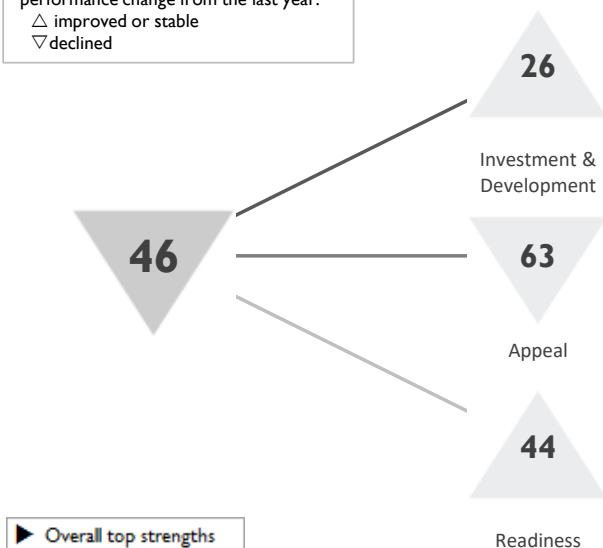 performance change from the last year:
△ improved or stable
▽ declined
26
Investment &
Development
46
63
Appeal
44
▶ Overall top strengths
Readiness